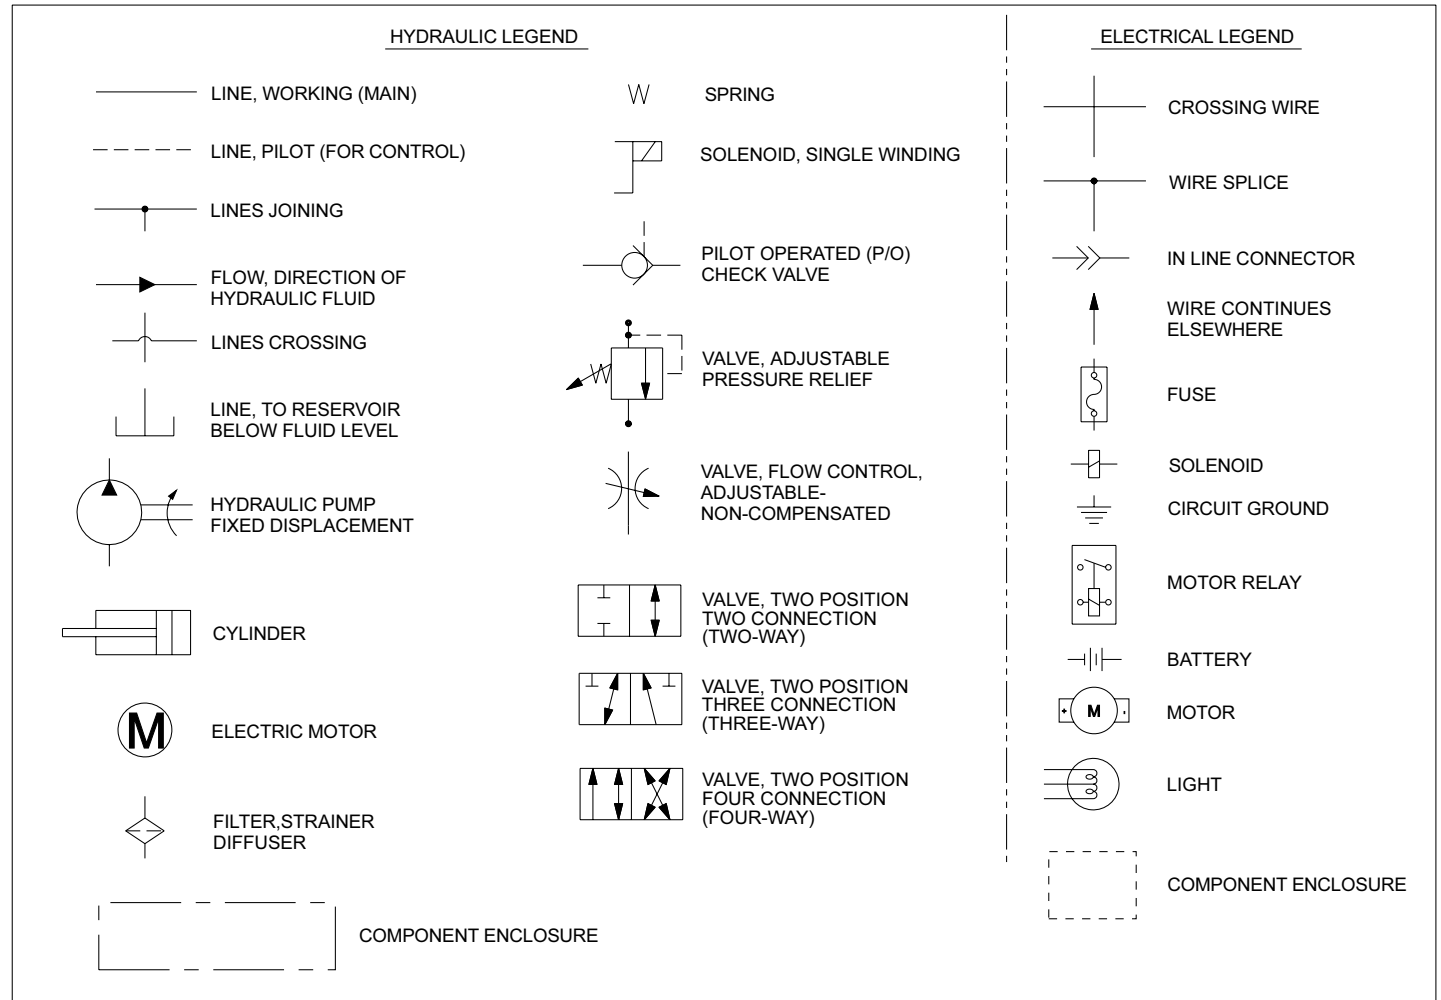 HYDRAULIC LEGEND
LINE, WORKING (MAIN)
LINE, PILOT (FOR CONTROL)
LINES JOINING
FLOW, DIRECTION OF
HYDRAULIC FLUID
LINES CROSSING
LINE, TO RESERVOIR
BELOW FLUID LEVEL
HYDRAULIC PUMP
FIXED DISPLACEMENT
CYLINDER
M
ELECTRIC MOTOR
FILTER,STRAINER
DIFFUSER
COMPONENT ENCLOSURE
SPRING
SOLENOID, SINGLE WINDING
PILOT OPERATED (P/O)
CHECK VALVE
VALVE, ADJUSTABLE
PRESSURE RELIEF
VALVE, FLOW CONTROL,
ADJUSTABLE-
NON-COMPENSATED
VALVE, TWO POSITION
TWO CONNECTION
(TWO-WAY)
VALVE, TWO POSITION
THREE CONNECTION
(THREE-WAY)
VALVE, TWO POSITION
FOUR CONNECTION
(FOUR-WAY)
ELECTRICAL LEGEND
CROSSING WIRE
WIRE SPLICE
IN LINE CONNECTOR
WIRE CONTINUES
ELSEWHERE
FUSE
SOLENOID
CIRCUIT GROUND
MOTOR RELAY
BATTERY
+ M -
MOTOR
LIGHT
COMPONENT ENCLOSURE